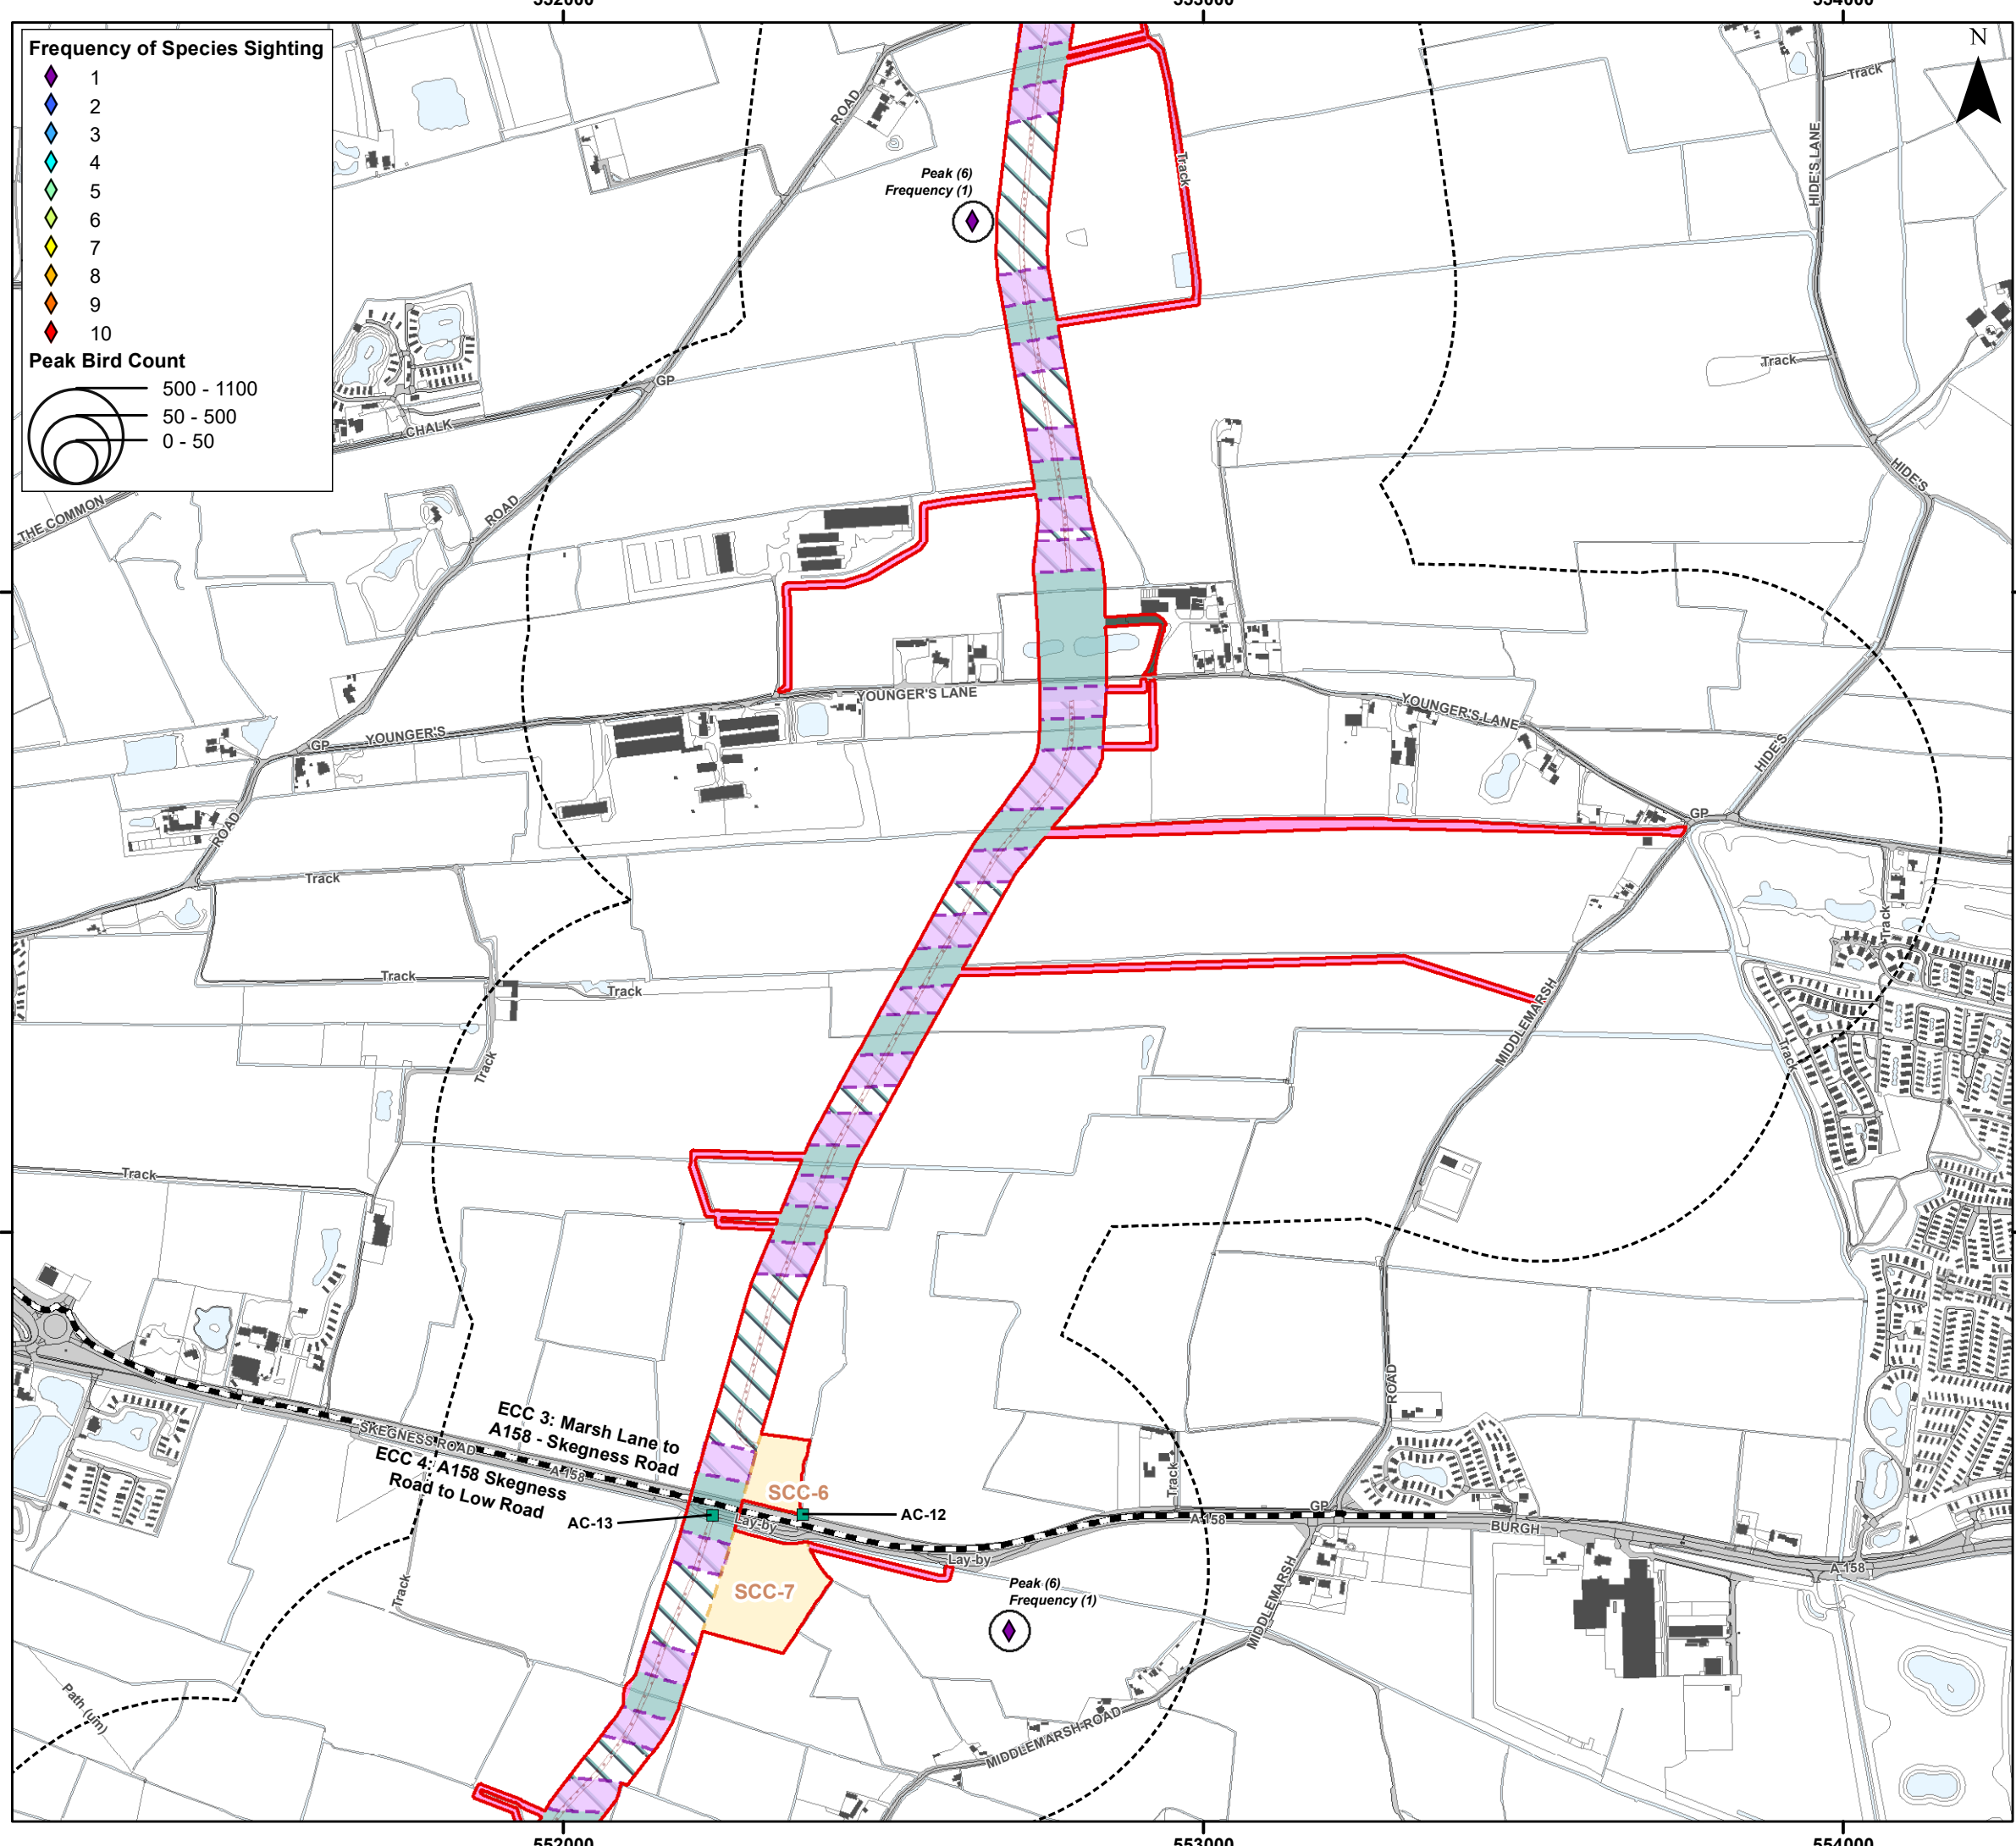 552000
553000
554000
Frequency of Species Sighting
1
2
3
4
5
6
7
8
9
10
Peak Bird Count
500 - 1100
50 - 500
0 - 50
N
Track
ROAD
HIDE'S LANE
Track
Peak (6)
Frequency (1)
Track
GP
CHALK
HIDE'S
ROAD
THE COMMON
YOUNGER'S LANE
YOUNGER'S LANE
YOUNGER'S
GP
HIDE'S
GP
ROAD
Track
Track
Track
Track
MIDDLEMARSH
Track
Track
Track
ROAD
ECC 3: Marsh Lane to
A158 - Skegness Road
SKEGNESS ROAD
A 158
ECC 4: A158 Skegness
Road to Low Road
SCC-6
AC-13
AC-12
Lay-by
Track
GP
A 158
BURGH
Lay-by
A 158
SCC-7
Track
Peak (6)
Frequency (1)
MIDDLEMARSH
Path (um)
MIDDLEMARSH ROAD
552000
553000
554000